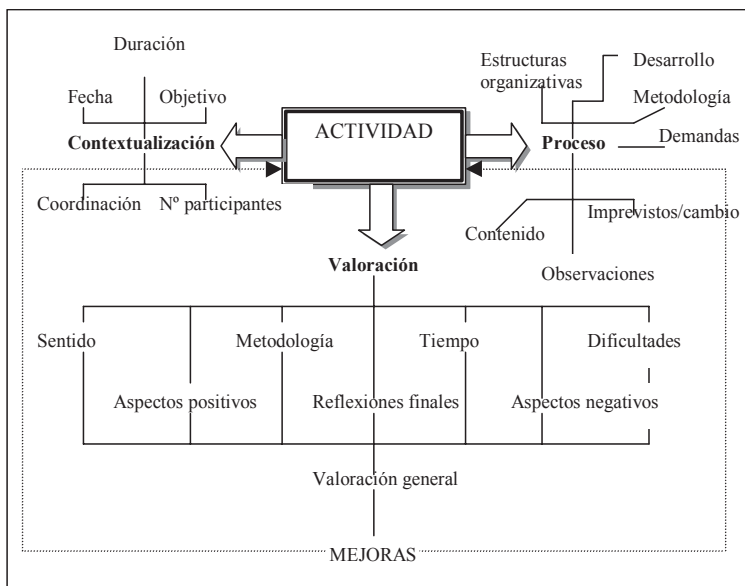 Duración
Fecha
Objetivo
Contextualización
Coordinación
Nº participantes
ACTIVIDAD
Estructuras
organizativas
Desarrollo
Metodología
Proceso
Demandas
Contenido
Imprevistos/cambio
Observaciones
Valoración
Sentido
Metodología
Tiempo
Dificultades
Aspectos positivos
Reflexiones finales
Aspectos negativos
Valoración general
MEJORAS